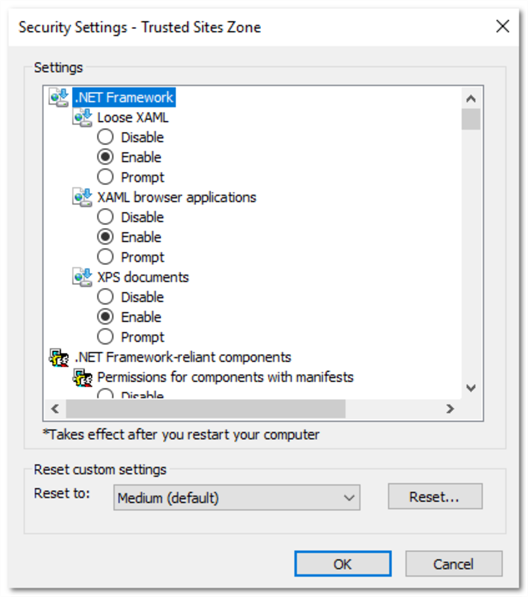 Security Settings - Trusted Sites Zone
Settings
.NET Framework
Loose XAML
Disable
Enable
Prompt
XAML browser applications
Disable
Enable
Prompt
XPS documents
Disable
Enable
Prompt
.NET Framework-reliant components
Permissions for components with manifests
Disable
*Takes effect after you restart your computer
Reset custom settings
Reset to: Medium (default) Reset...
OK Cancel